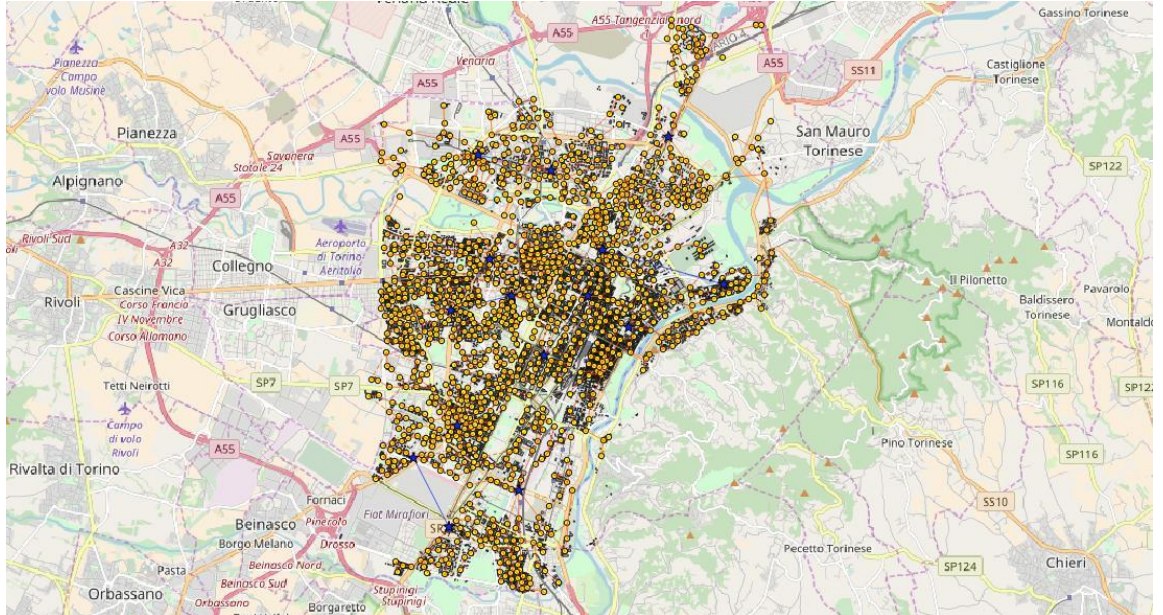 Venaria Reale
A55-Tangenziale nord
Gassino Torinese
A55
A55
Pianezza
Campo
volo Musine
Venaria
A55
SS11
Castiglione
Torinese
4
Pianezza
A55
Savonera
Statale 24
San Mauro
Torinese
SP122
Alpignano
A55
Rivoli Sud
A32
A32
Aeroporto
di Torino-
Aeritalia
Collegno
Rivoli
Cascine Vica
Corso Francia
IV Novembre
Corso Allamano
Grugliasco
Il Pilonetto
Baldissero
Torinese
Pavarolo
Montaldo
Tetti Neirotti
SP7
SP7
SP116
SP122
Campo
di volo
Rivoli
A55
Pino Torinese
SP116
Rivalta di Torino
Fornaci
SS10
Beinasco
Fiat Mirafiori
Pinerolo
Borgo Melano
Drosso
Pasta
Beinasco Nord
Beinasco Sud
Stupinigi
Stupinigi
Pecetto Torinese
SP124
Chieri
Orbassano
Orbassano
Borgaretto